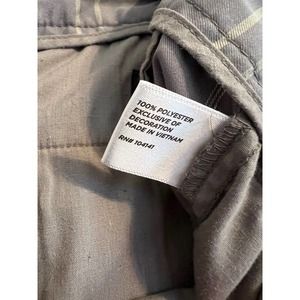 100% POLYESTER
EXCLUSIVE OF
DECORATION
MADE IN VIETNAM
RN# 104141